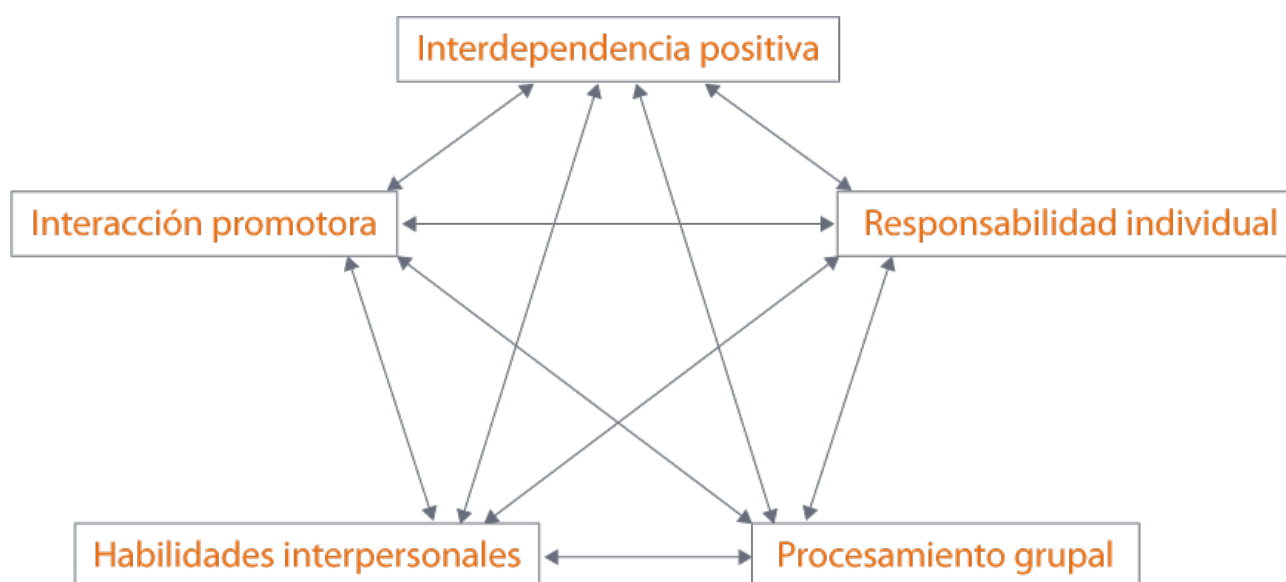 Interdependencia positiva
Interacción promotora
Responsabilidad individual
Habilidades interpersonales
Procesamiento grupal